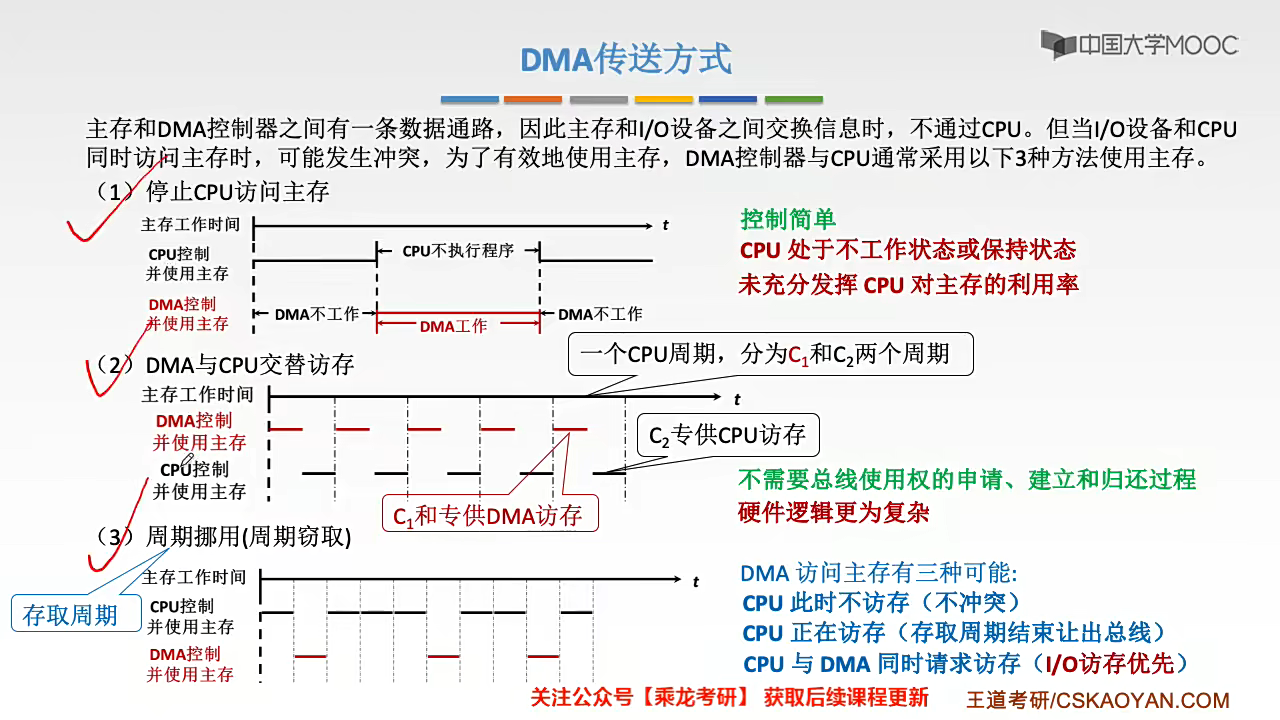 中国大学MOOC
DMA传送方式
主存和DMA控制器之间有一条数据通路，因此主存和I/O设备之间交换信息时，不通过CPU。但当I/O设备和CPU
同时访问主存时，可能发生冲突，为了有效地使用主存，DMA控制器与CPU通常采用以下3种方法使用主存。
（1）停止CPU访问主存
主存工作时间
t
CPU控制
并使用主存
CPU不执行程序
DMA控制
并使用主存
DMA不工作
DMA工作
DMA不工作
控制简单
CPU 处于不工作状态或保持状态
未充分发挥 CPU 对主存的利用率
（2）DMA与CPU交替访存
一个CPU周期，分为C1和C2两个周期
主存工作时间
t
DMA控制
并使用主存
C2专供CPU访存
CPU控制
并使用主存
C1和专供DMA访存
不需要总线使用权的申请、建立和归还过程
硬件逻辑更为复杂
（3）周期挪用(周期窃取)
存取周期
主存工作时间
t
CPU控制
并使用主存
DMA控制
并使用主存
DMA 访问主存有三种可能:
CPU 此时不访存（不冲突）
CPU 正在访存（存取周期结束让出总线）
CPU 与 DMA 同时请求访存（I/O访存优先）
关注公众号【乘龙考研】 获取后续课程更新
王道考研/CSKAOYAN.COM